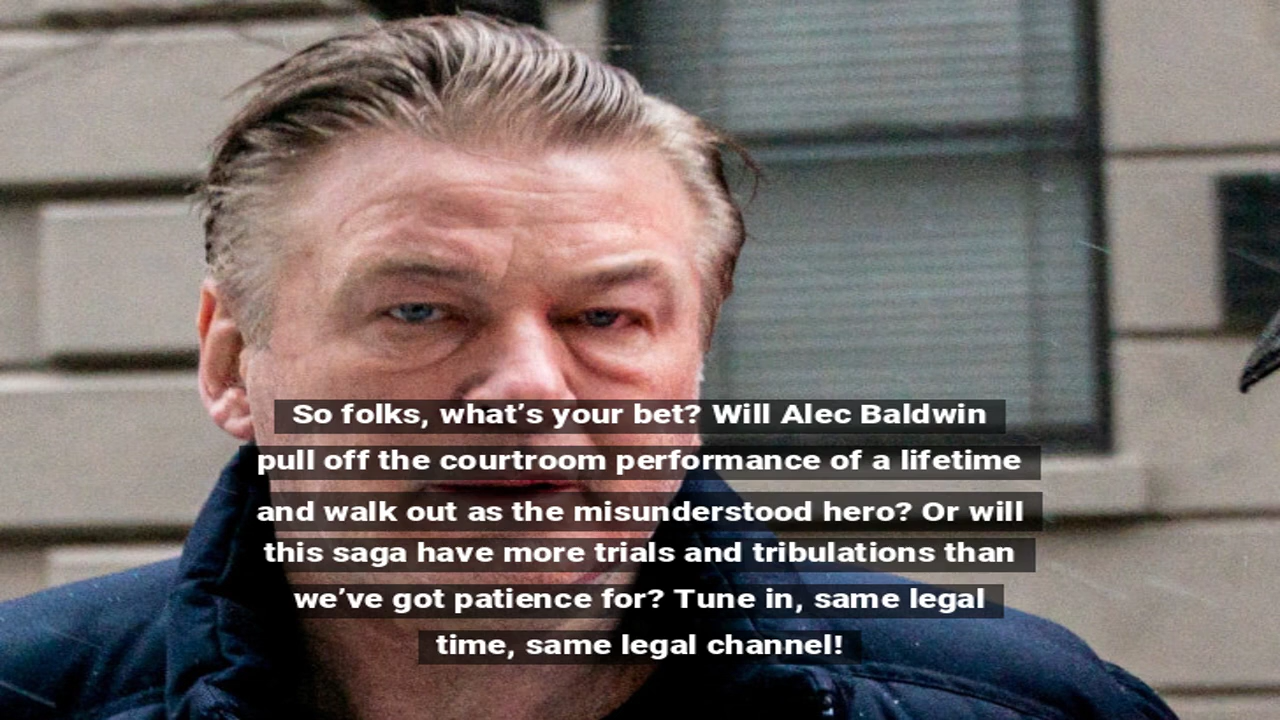 So folks, what's your bet? Will Alec Baldwin
pull off the courtroom performance of a lifetime
and walk out as the misunderstood hero? Or will
this saga have more trials and tribulations than
we've got patience for? Tune in, same legal
time, same legal channel!